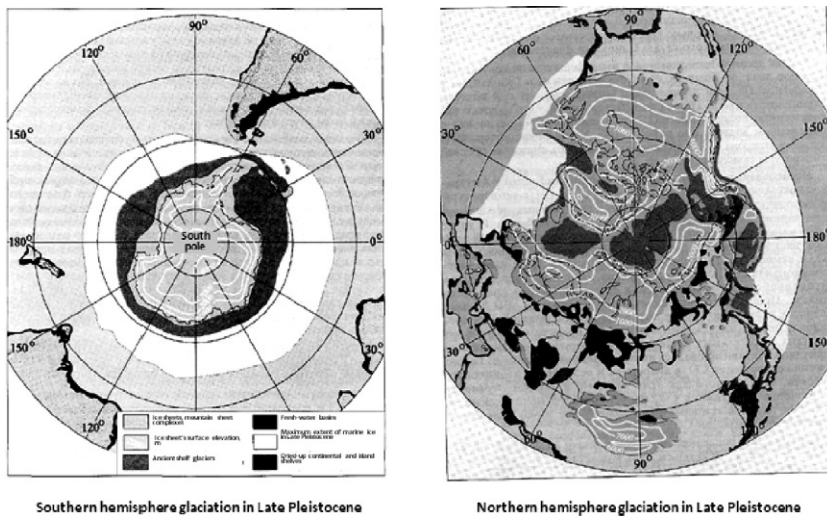 90°
120°
150°
30°
180°
0°
South
pole
150°
30°
120°
Ice sheets, mountain sheet
complexes
Ice sheet's surface elevation,
m
Ancient shelf glaciers
Fresh-water basins
Maximum extent of marine ice
in Late Pleistocene
Dried-up continental and island
shelves
Southern hemisphere glaciation in Late Pleistocene
90°
120°
30°
0°
180°
30°
150°
60°
120°
90°
Northern hemisphere glaciation in Late Pleistocene